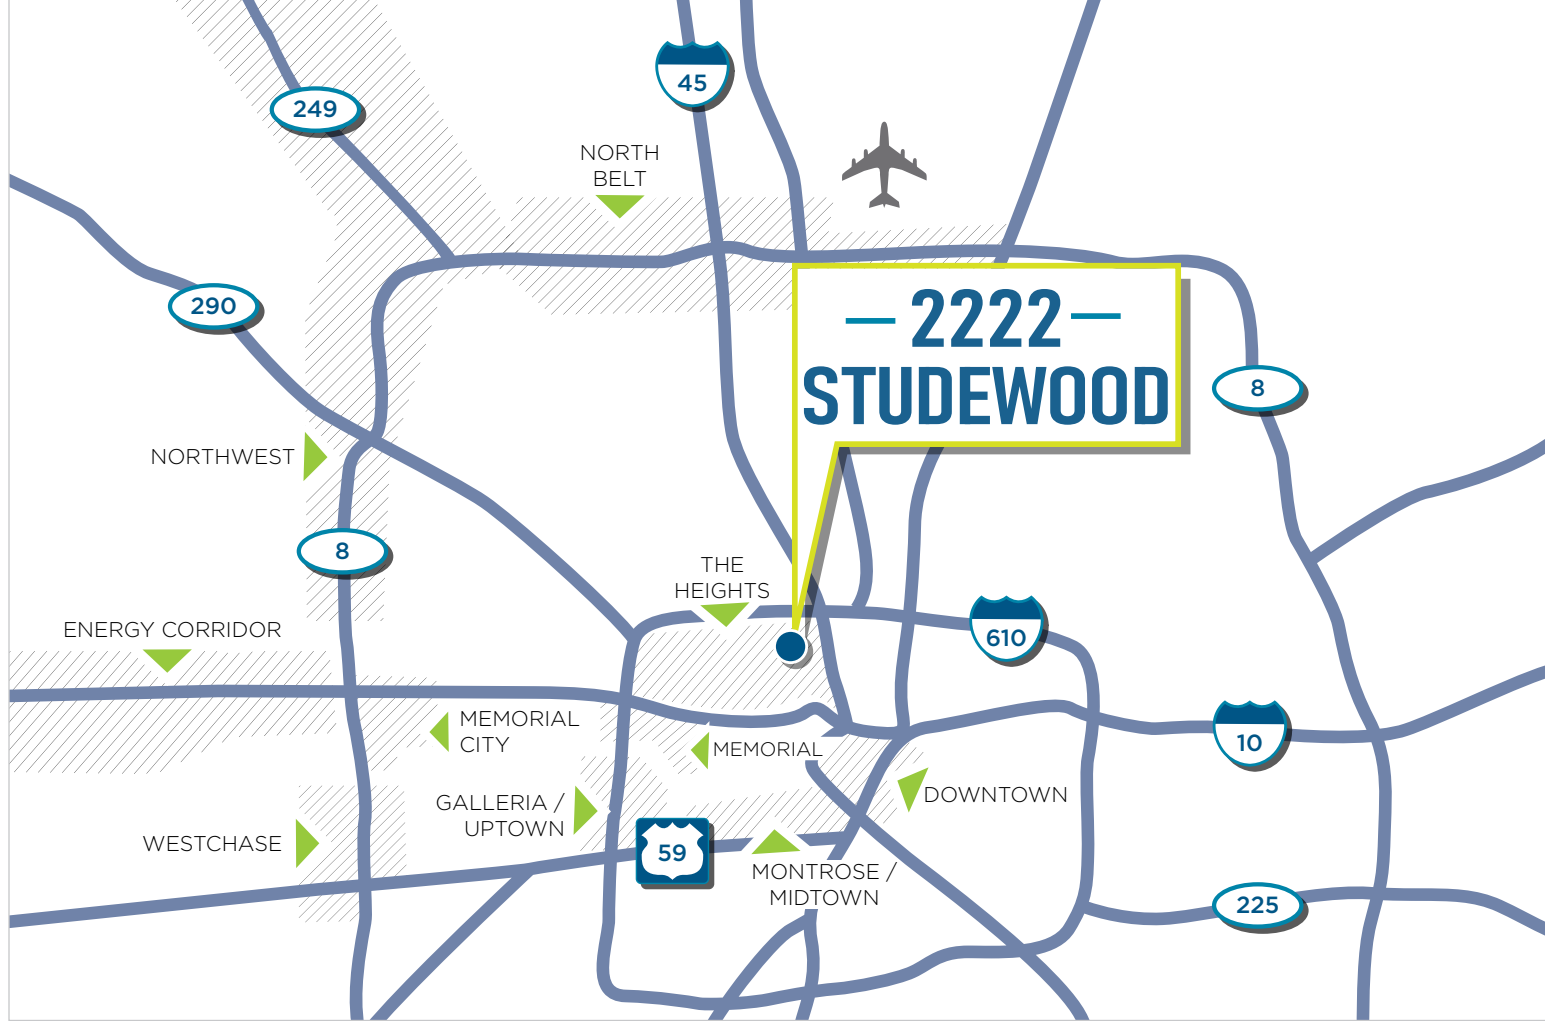 45
249
NORTH
BELT
290
2222
STUDEWOOD
8
NORTHWEST
8
THE
HEIGHTS
ENERGY CORRIDOR
610
MEMORIAL
CITY
MEMORIAL
10
DOWNTOWN
GALLERIA /
UPTOWN
WESTCHASE
59
MONTROSE /
MIDTOWN
225